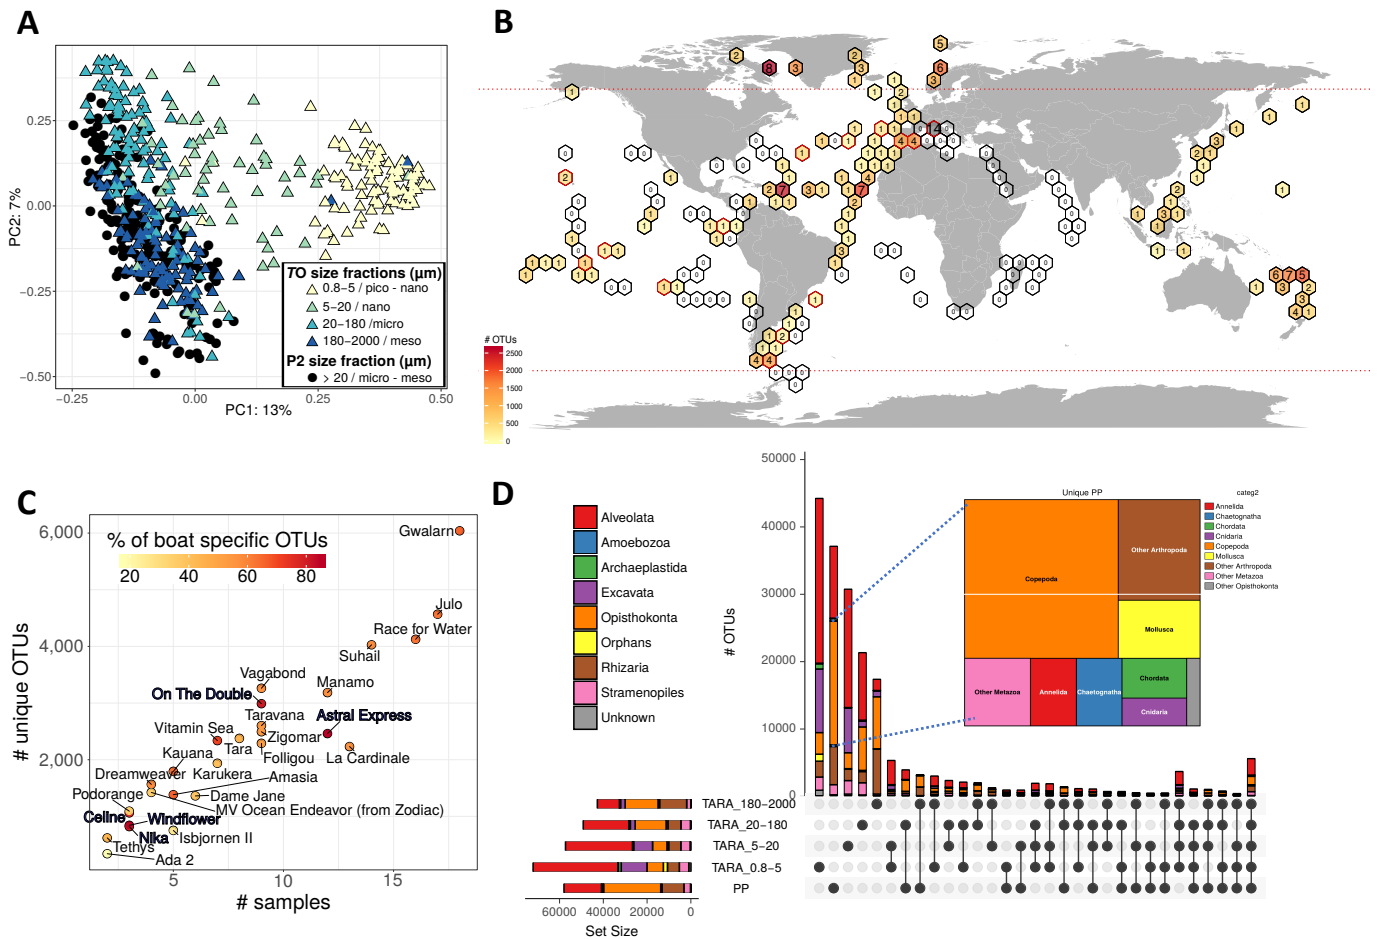 A
0.25
0.00
−0.25
−0.50
PC2: 7%
−0.25
0.00
0.25
0.50
PC1: 13%
TO size fractions (µm)
0.8−5 / pico - nano
5−20 / nano
20−180 /micro
180−2000 / meso
P2 size fraction (µm)
> 20 / micro - meso
B
# OTUs
2500
2000
1500
1000
500
0
C
6,000
4,000
2,000
# unique OTUs
% of boat specific OTUs
20 40 60 80
Gwalarn
Julo
Race for Water
Suhail
Vagabond
Manamo
On The Double
Astral Express
Taravana
Vitamin Sea
Zigomar
Tara
La Cardinale
Kauana
Folligou
Dreamweaver
Karukera
Amasia
Podorange
Dame Jane
MV Ocean Endeavor (from Zodiac)
Celine
Windflower
Nika
Isbjornen II
Tethys
Ada 2
5 10 15
# samples
D
Alveolata
Amoebozoa
Archaeplastida
Excavata
Opisthokonta
Orphans
Rhizaria
Stramenopiles
Unknown
50000
40000
30000
20000
10000
0
# OTUs
Unique PP
Copepoda
Other Arthropoda
Mollusca
Other Metazoa
Annelida
Chaetognatha
Chordata
Cnidaria
categ2
Annelida
Chaetognatha
Chordata
Cnidaria
Copepoda
Mollusca
Other Arthropoda
Other Metazoa
Other Opisthokonta
TARA_180−2000
TARA_20−180
TARA_5−20
TARA_0.8−5
PP
60000 40000 20000 0
Set Size